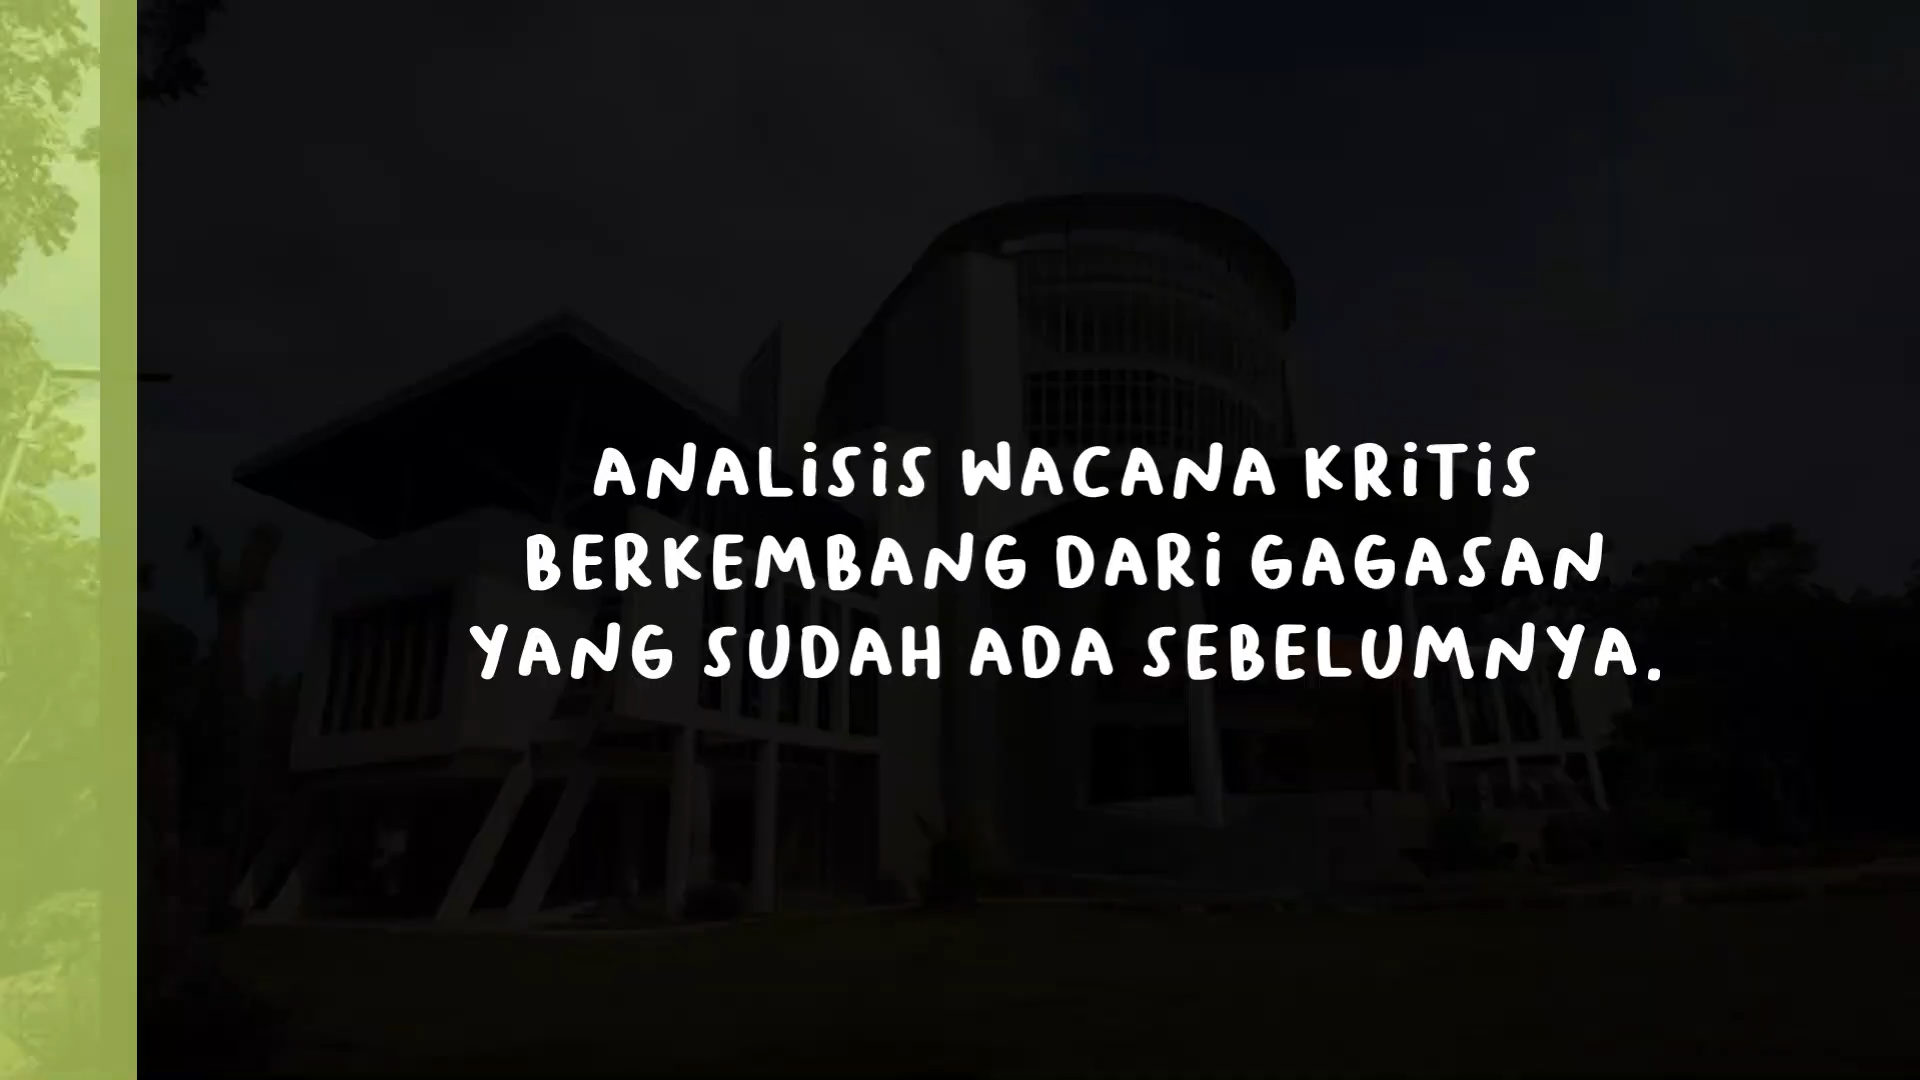 ANALISIS WACANA KRITIS
BERKEMBANG DARI GAGASAN
YANG SUDAH ADA SEBELUMNYA.